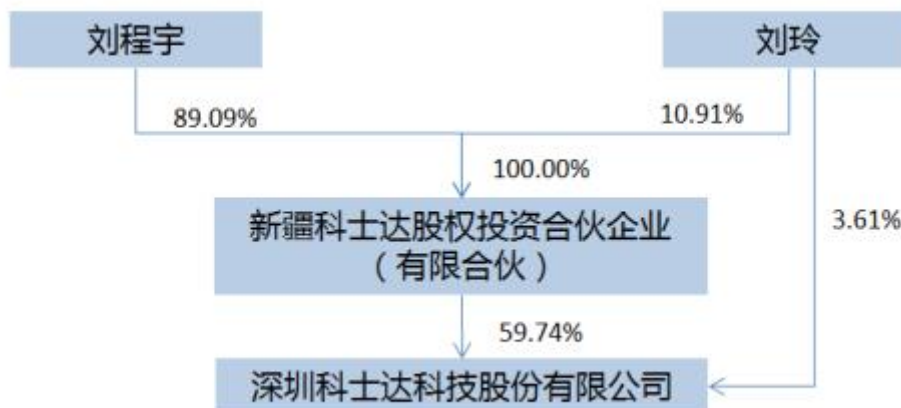 刘程宇
刘玲
89.09%
10.91%
100.00%
新疆科士达股权投资合伙企业
（有限合伙）
3.61%
59.74%
深圳科士达科技股份有限公司